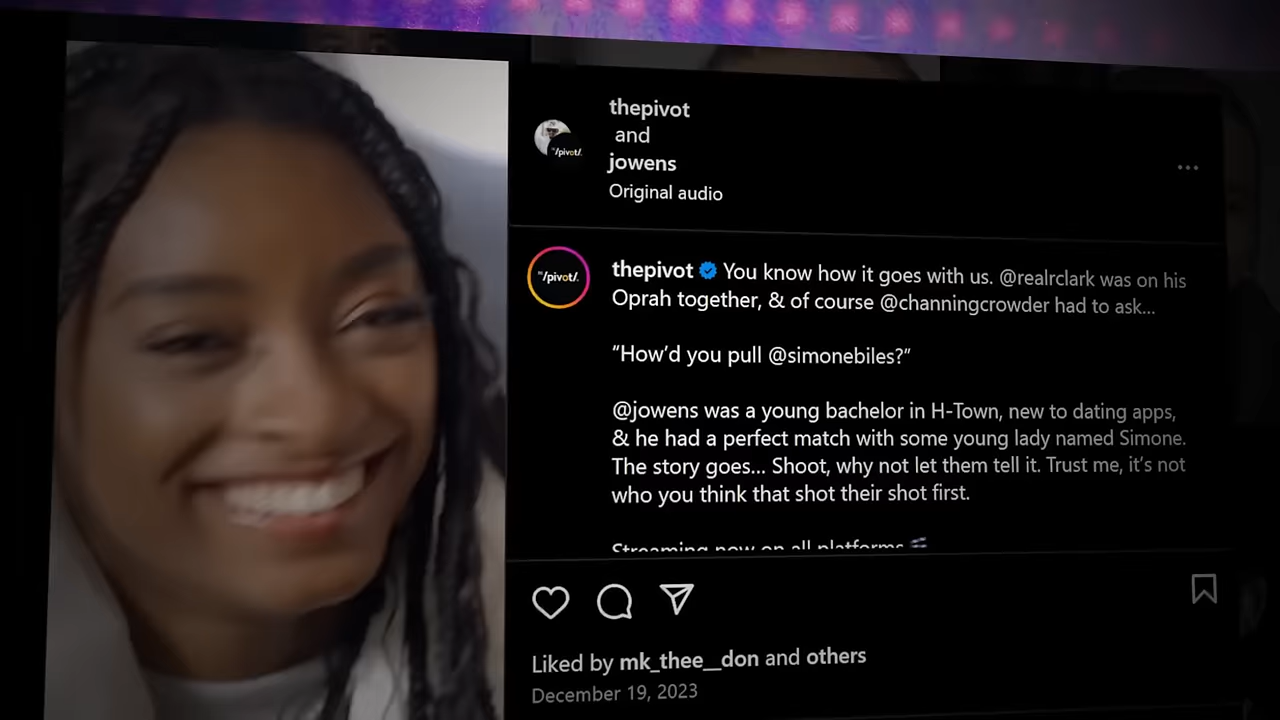 thepivot
and
jowens
Original audio
"/pivot/.
"/pivot/.
thepivot You know how it goes with us. @realrclark was on his
Oprah together, & of course @channingcrowder had to ask...
“How’d you pull @simonebiles?”
@jowens was a young bachelor in H-Town, new to dating apps,
& he had a perfect match with some young lady named Simone.
The story goes... Shoot, why not let them tell it. Trust me, it’s not
who you think that shot their shot first.
Streaming now on all platforms
Liked by mk_thee__don and others
December 19, 2023